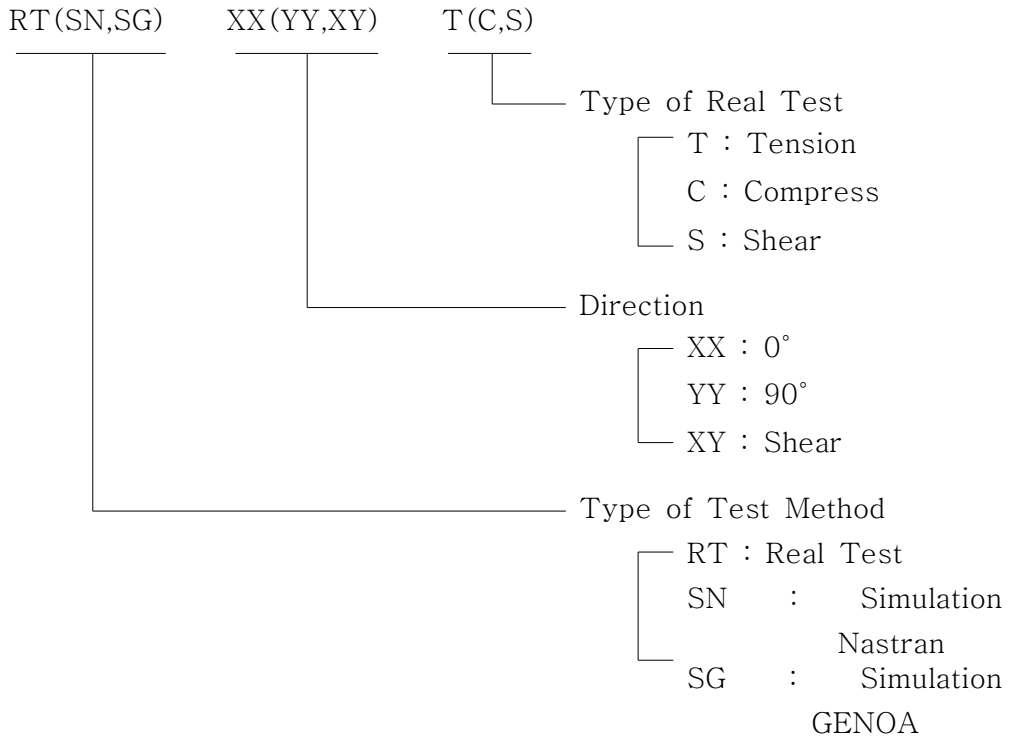 RT(SN,SG) XX(YY,XY) T(C,S)
Type of Real Test
T : Tension
C : Compress
S : Shear
Direction
XX : 0°
YY : 90°
XY : Shear
Type of Test Method
RT : Real Test
SN : Simulation
Nastran
SG : Simulation
GENOA